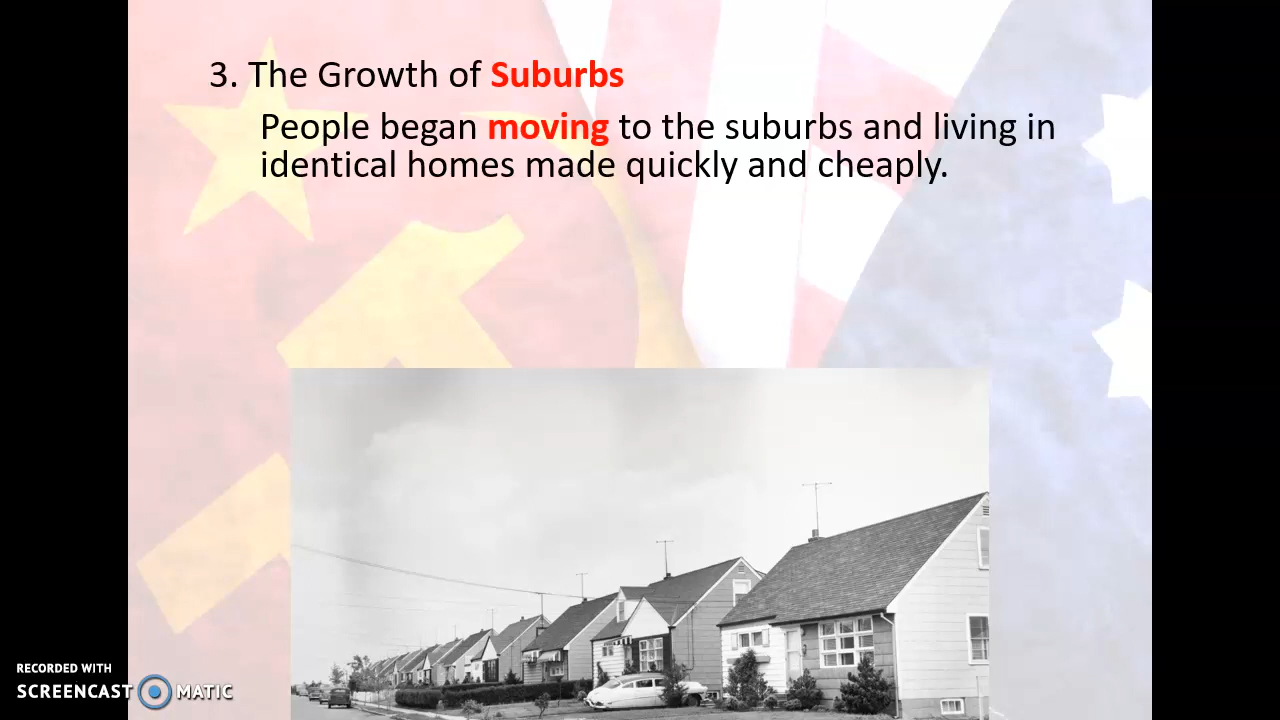 3. The Growth of Suburbs
People began moving to the suburbs and living in
identical homes made quickly and cheaply.
RECORDED WITH
SCREENCAST MATIC